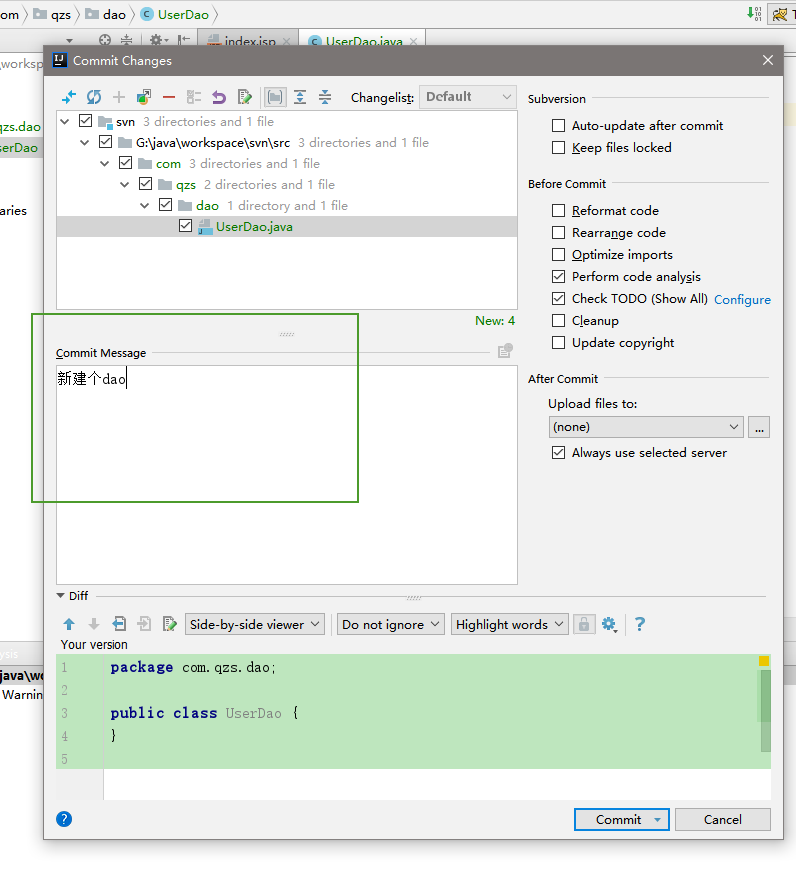 om qzs dao UserDao
index.jsp UserDao.java
Commit Changes
Changelist: Default
svn 3 directories and 1 file
G:\java\workspace\svn\src 3 directories and 1 file
com 3 directories and 1 file
qzs 2 directories and 1 file
dao 1 directory and 1 file
UserDao.java
New: 4
Commit Message
新建个dao
Subversion
Auto-update after commit
Keep files locked
Before Commit
Reformat code
Rearrange code
Optimize imports
Perform code analysis
Check TODO (Show All) Configure
Cleanup
Update copyright
After Commit
Upload files to:
(none) ...
Always use selected server
Diff
Side-by-side viewer Do not ignore Highlight words ?
Your version
1 package com.qzs.dao;
2
3 public class UserDao {
4 }
5
? Commit Cancel
_worksp
qzs.dao
serDao
aries
ysis
java\wo
Warnin